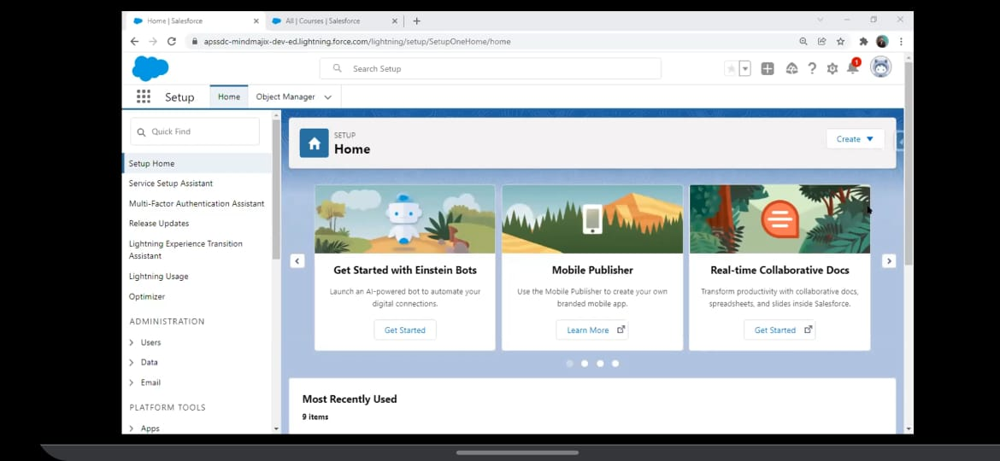 Home | Salesforce
All | Courses | Salesforce
apssdc-mindmajix-dev-ed.lightning.force.com/lightning/setup/SetupOneHome/home
Search Setup
1
Setup
Home
Object Manager
Quick Find
Setup Home
Service Setup Assistant
Multi-Factor Authentication Assistant
Release Updates
Lightning Experience Transition
Assistant
Lightning Usage
Optimizer
ADMINISTRATION
Users
Data
Email
PLATFORM TOOLS
Apps
SETUP
Home
Create
Get Started with Einstein Bots
Launch an AI-powered bot to automate your
digital connections.
Get Started
Mobile Publisher
Use the Mobile Publisher to create your own
branded mobile app.
Learn More
Real-time Collaborative Docs
Transform productivity with collaborative docs,
spreadsheets, and slides inside Salesforce.
Get Started
Most Recently Used
9 items